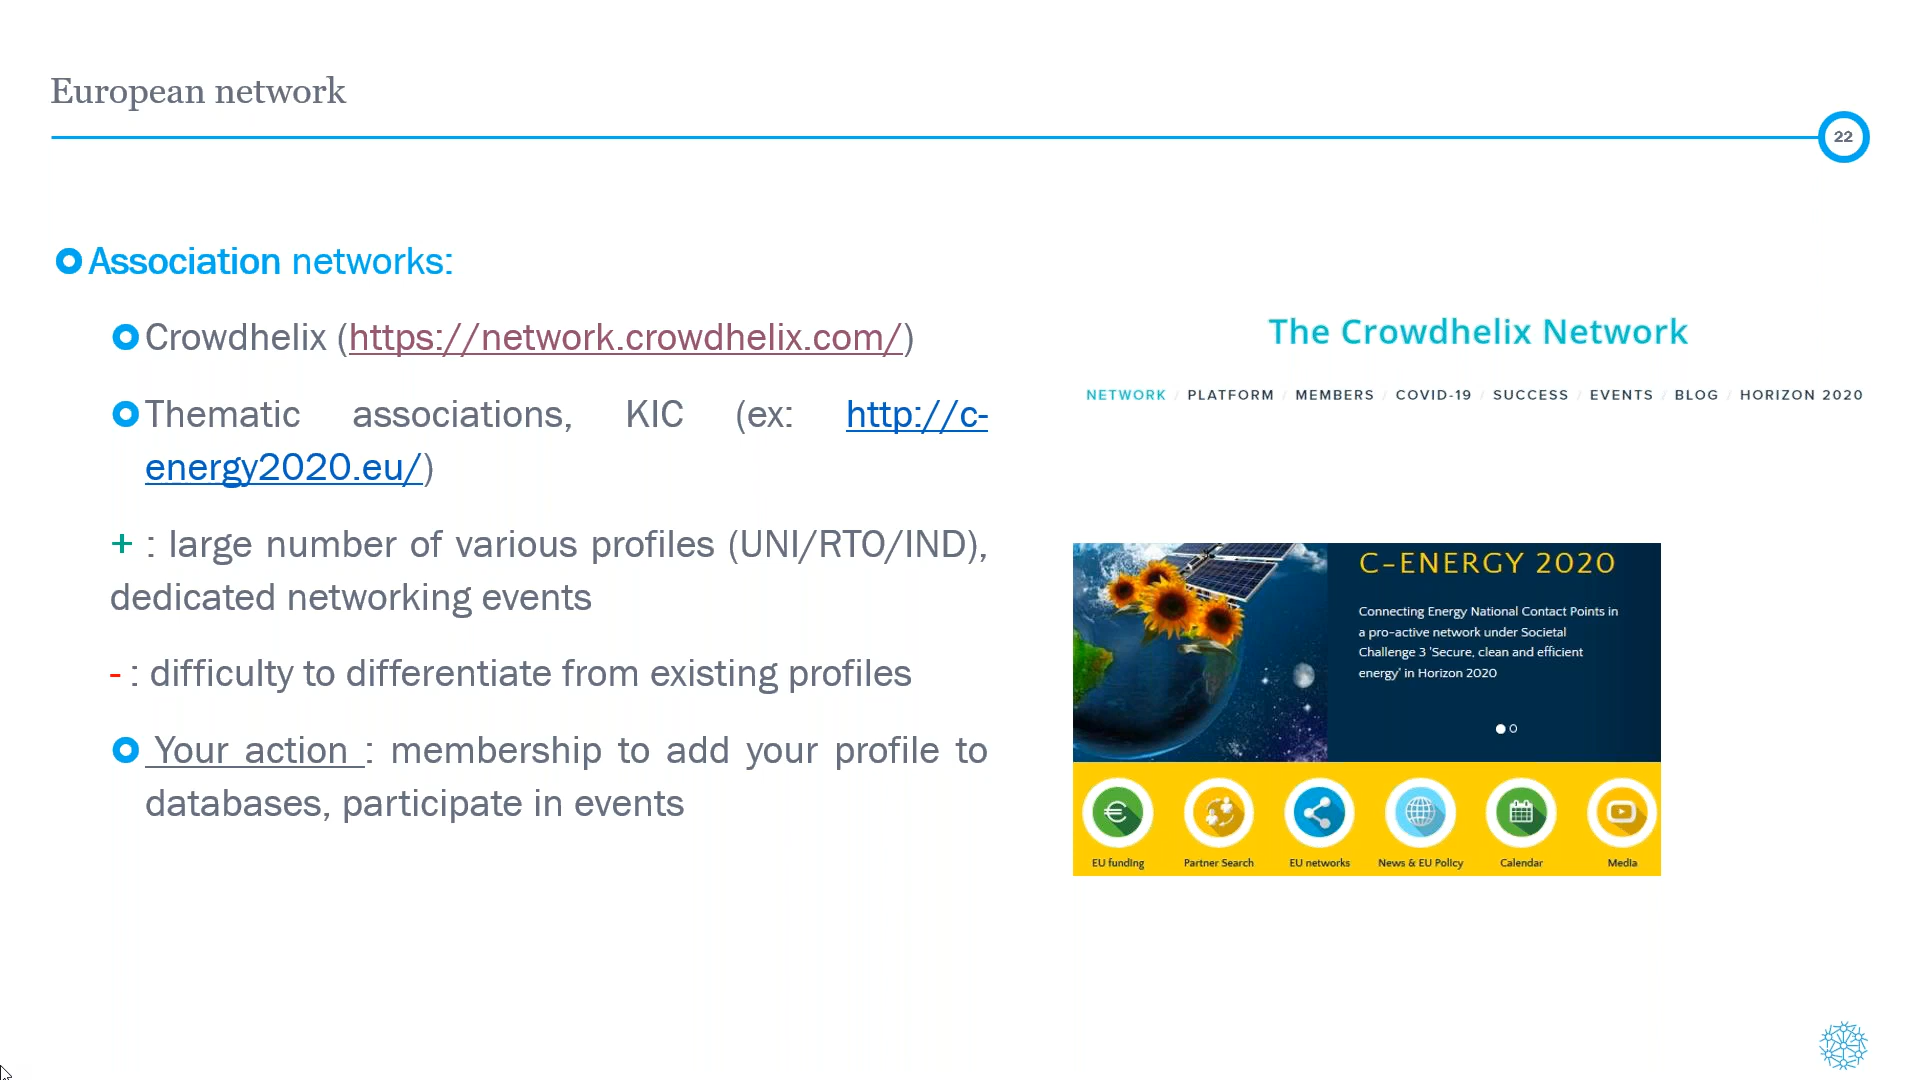 European network
22
Association networks:
Crowdhelix (https://network.crowdhelix.com/)
Thematic associations, KIC (ex: http://c-
energy2020.eu/)
+ : large number of various profiles (UNI/RTO/IND),
dedicated networking events
- : difficulty to differentiate from existing profiles
Your action : membership to add your profile to
databases, participate in events
The Crowdhelix Network
NETWORK / PLATFORM / MEMBERS / COVID-19 / SUCCESS / EVENTS / BLOG / HORIZON 2020
C-ENERGY 2020
Connecting Energy National Contact Points in
a pro-active network under Societal
Challenge 3 'Secure, clean and efficient
energy' in Horizon 2020
EU funding Partner Search EU networks News & EU Policy Calendar Media